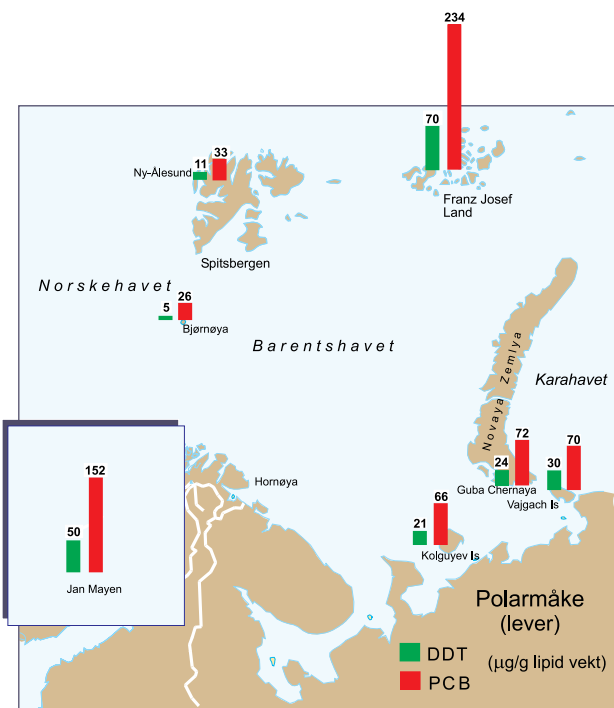 234
70
Franz Josef
Land
11
33
Ny-Ålesund
Spitsbergen
Norskehavet
5
26
Bjørnøya
Barentshavet
Novaya Zemlya
Karahavet
72
24
Guba Chernaya
70
30
Vajgach Is
66
21
Kolguyev Is
Hornøya
152
50
Jan Mayen
Polarmåke
(lever)
DDT
(µg/g lipid vekt)
PCB